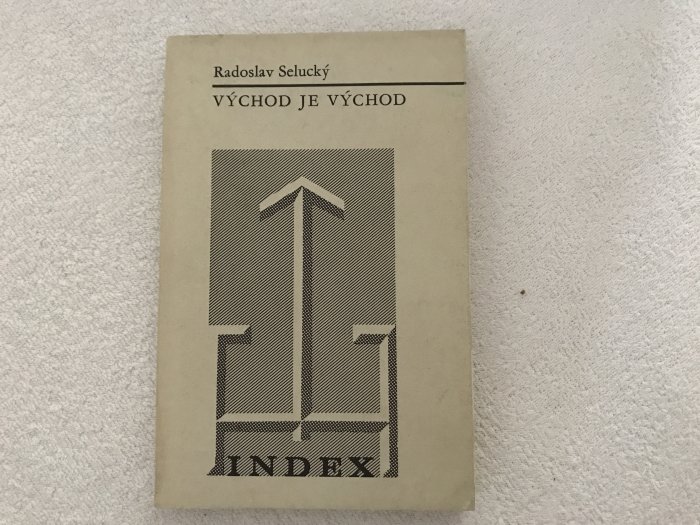 Radoslav Selucký
VÝCHOD JE VÝCHOD
INDEX